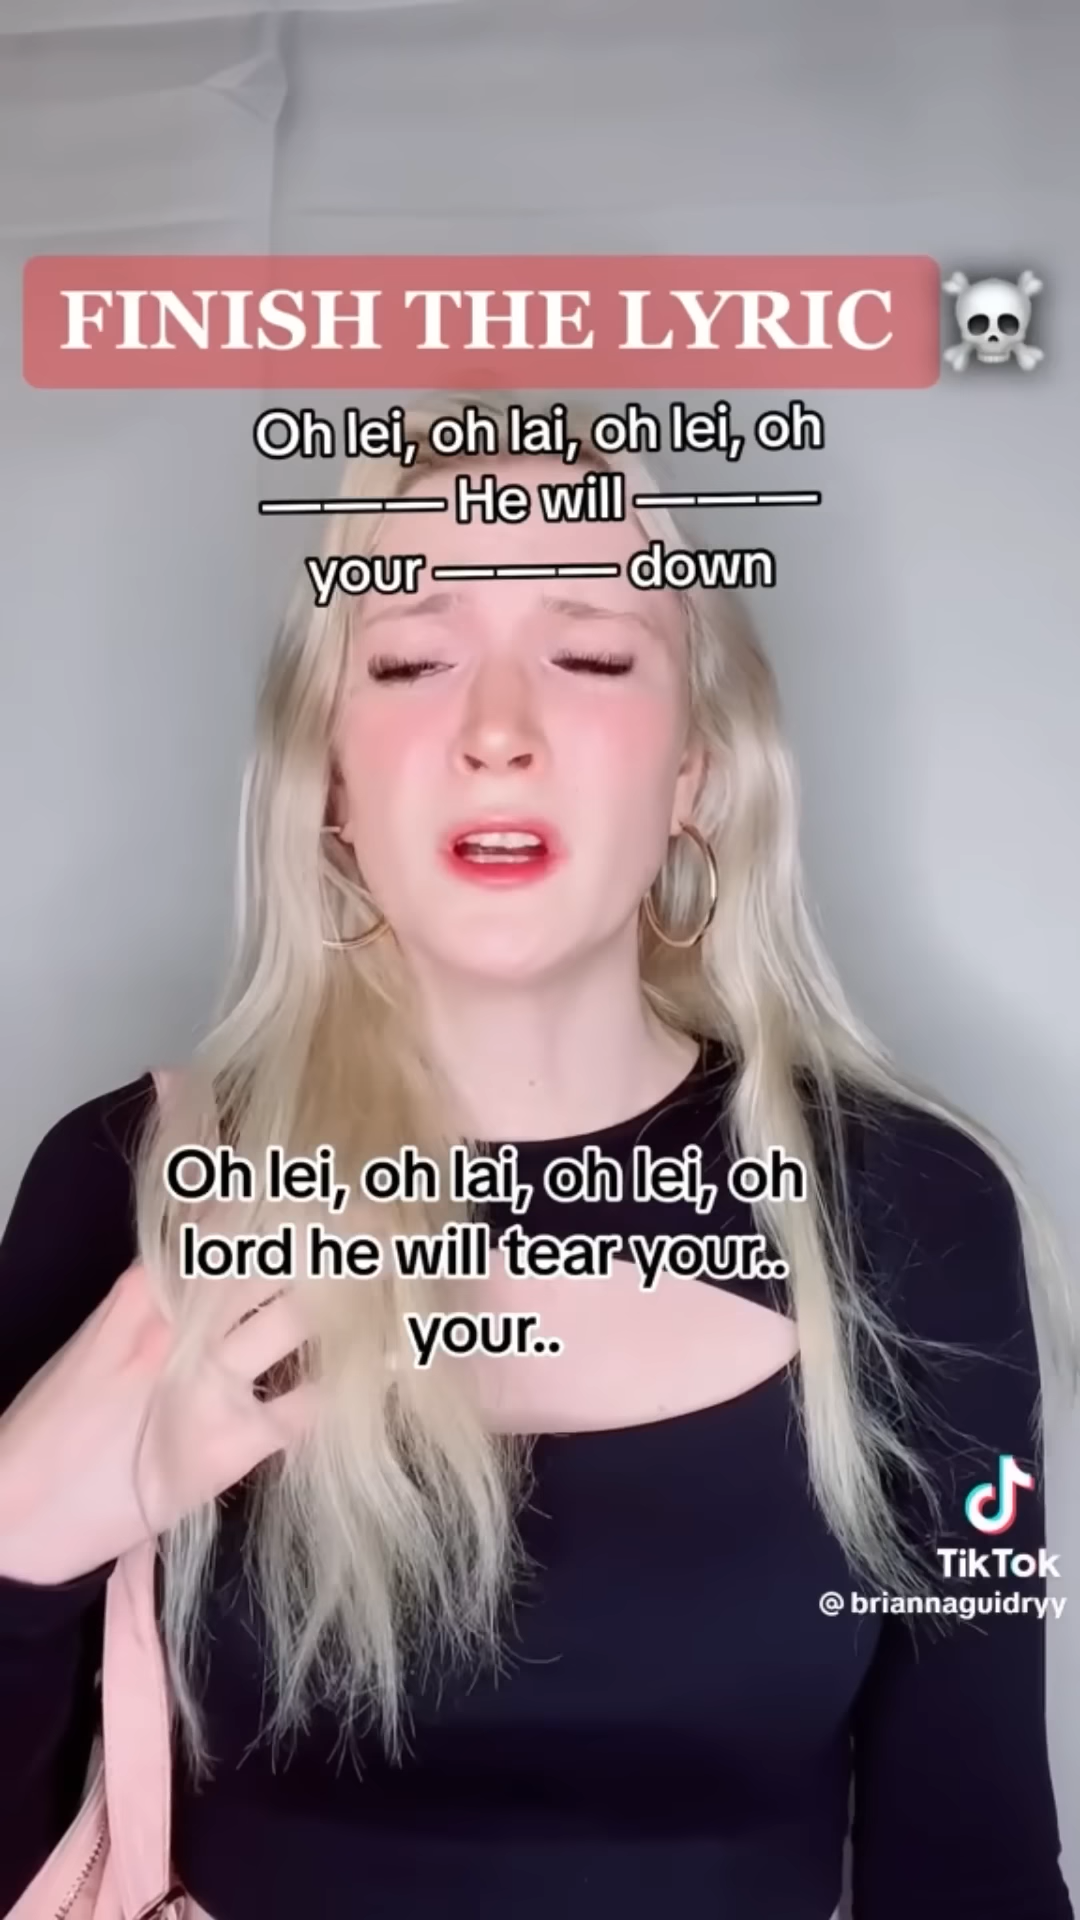 FINISH THE LYRIC
Oh lei, oh lai, oh lei, oh
———— He will ————
your ———— down
Oh lei, oh lai, oh lei, oh
lord he will tear your..
your..
TikTok
@briannaguidryy